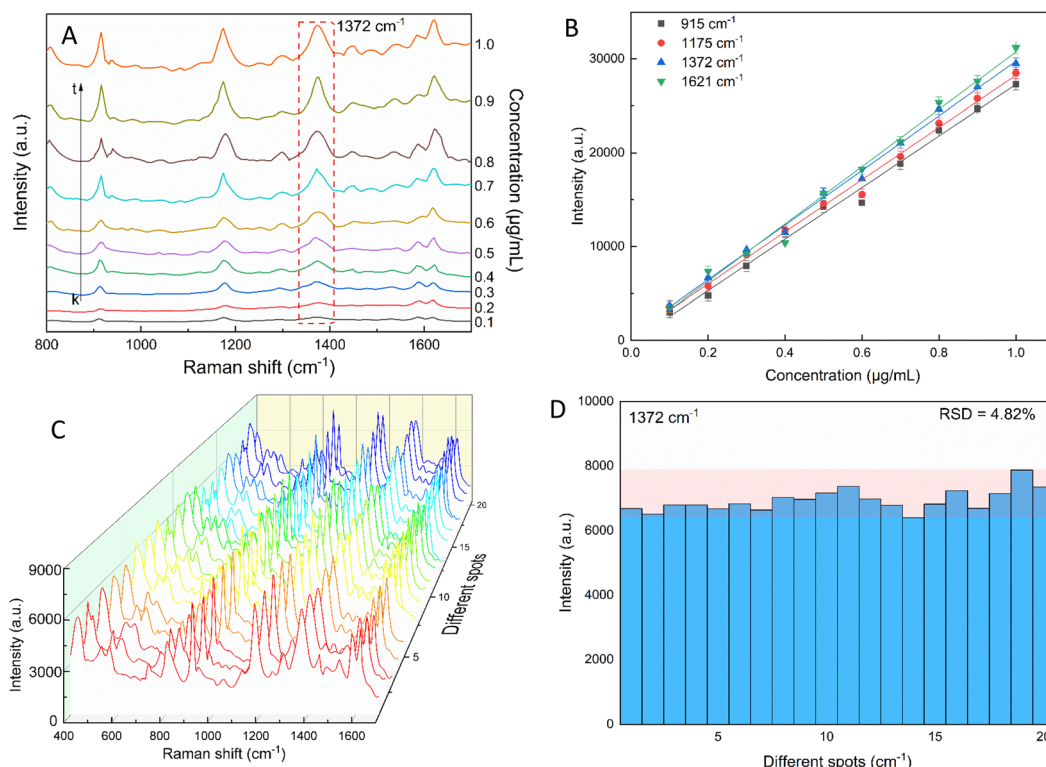 A
1372 cm⁻¹
t
k
1.0
0.9
0.8
0.7
0.6
0.5
0.4
0.3
0.2
0.1
Concentration (µg/mL)
Intensity (a.u.)
800 1000 1200 1400 1600
Raman shift (cm⁻¹)
B
915 cm⁻¹
1175 cm⁻¹
1372 cm⁻¹
1621 cm⁻¹
30000
20000
10000
0
Intensity (a.u.)
0.0 0.2 0.4 0.6 0.8 1.0
Concentration (µg/mL)
C
9000
6000
3000
0
Intensity (a.u.)
400 600 800 1000 1200 1400 1600
Raman shift (cm⁻¹)
5
10
15
20
Different spots
D
1372 cm⁻¹
RSD = 4.82%
10000
8000
6000
4000
2000
0
Intensity (a.u.)
5 10 15 20
Different spots (cm⁻¹)